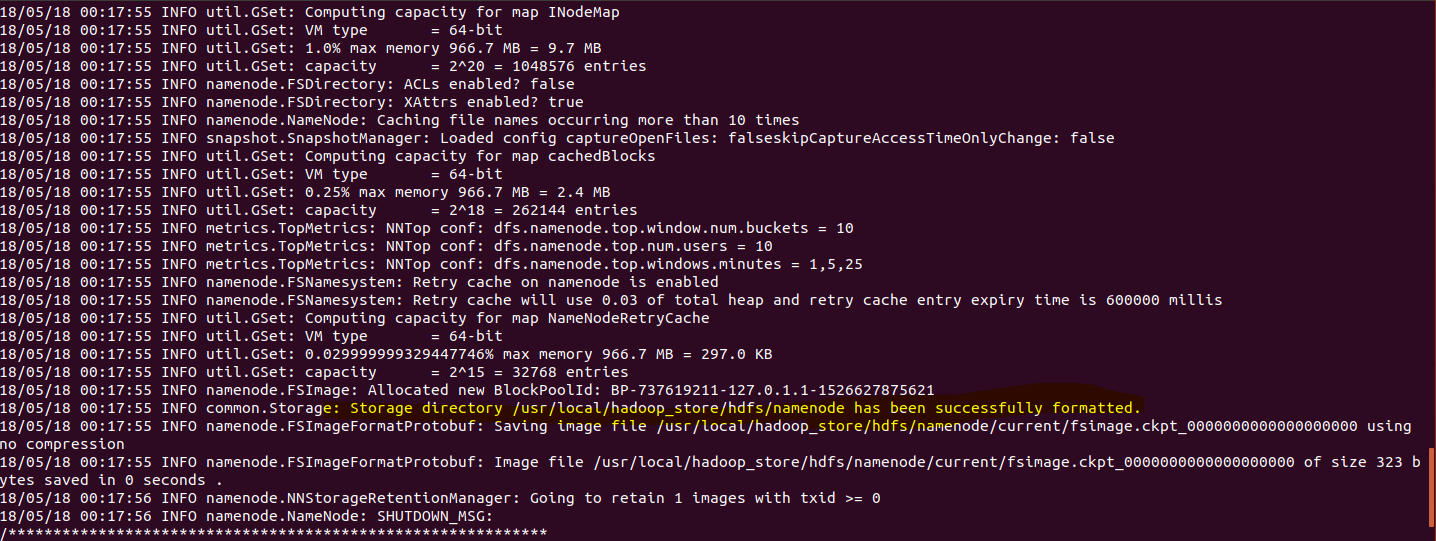 18/05/18 00:17:55 INFO util.GSet: Computing capacity for map INodeMap
18/05/18 00:17:55 INFO util.GSet: VM type       = 64-bit
18/05/18 00:17:55 INFO util.GSet: 1.0% max memory 966.7 MB = 9.7 MB
18/05/18 00:17:55 INFO util.GSet: capacity      = 2^20 = 1048576 entries
18/05/18 00:17:55 INFO namenode.FSDirectory: ACLs enabled? false
18/05/18 00:17:55 INFO namenode.FSDirectory: XAttrs enabled? true
18/05/18 00:17:55 INFO namenode.NameNode: Caching file names occurring more than 10 times
18/05/18 00:17:55 INFO snapshot.SnapshotManager: Loaded config captureOpenFiles: falseskipCaptureAccessTimeOnlyChange: false
18/05/18 00:17:55 INFO util.GSet: Computing capacity for map cachedBlocks
18/05/18 00:17:55 INFO util.GSet: VM type       = 64-bit
18/05/18 00:17:55 INFO util.GSet: 0.25% max memory 966.7 MB = 2.4 MB
18/05/18 00:17:55 INFO util.GSet: capacity      = 2^18 = 262144 entries
18/05/18 00:17:55 INFO metrics.TopMetrics: NNTop conf: dfs.namenode.top.window.num.buckets = 10
18/05/18 00:17:55 INFO metrics.TopMetrics: NNTop conf: dfs.namenode.top.num.users = 10
18/05/18 00:17:55 INFO metrics.TopMetrics: NNTop conf: dfs.namenode.top.windows.minutes = 1,5,25
18/05/18 00:17:55 INFO namenode.FSNamesystem: Retry cache on namenode is enabled
18/05/18 00:17:55 INFO namenode.FSNamesystem: Retry cache will use 0.03 of total heap and retry cache entry expiry time is 600000 millis
18/05/18 00:17:55 INFO util.GSet: Computing capacity for map NameNodeRetryCache
18/05/18 00:17:55 INFO util.GSet: VM type       = 64-bit
18/05/18 00:17:55 INFO util.GSet: 0.029999999329447746% max memory 966.7 MB = 297.0 KB
18/05/18 00:17:55 INFO util.GSet: capacity      = 2^15 = 32768 entries
18/05/18 00:17:55 INFO namenode.FSImage: Allocated new BlockPoolId: BP-737619211-127.0.1.1-1526627875621
18/05/18 00:17:55 INFO common.Storage: Storage directory /usr/local/hadoop_store/hdfs/namenode has been successfully formatted.
18/05/18 00:17:55 INFO namenode.FSImageFormatProtobuf: Saving image file /usr/local/hadoop_store/hdfs/namenode/current/fsimage.ckpt_0000000000000000000 using
no compression
18/05/18 00:17:55 INFO namenode.FSImageFormatProtobuf: Image file /usr/local/hadoop_store/hdfs/namenode/current/fsimage.ckpt_0000000000000000000 of size 323 b
ytes saved in 0 seconds .
18/05/18 00:17:56 INFO namenode.NNStorageRetentionManager: Going to retain 1 images with txid >= 0
18/05/18 00:17:56 INFO namenode.NameNode: SHUTDOWN_MSG:
/************************************************************